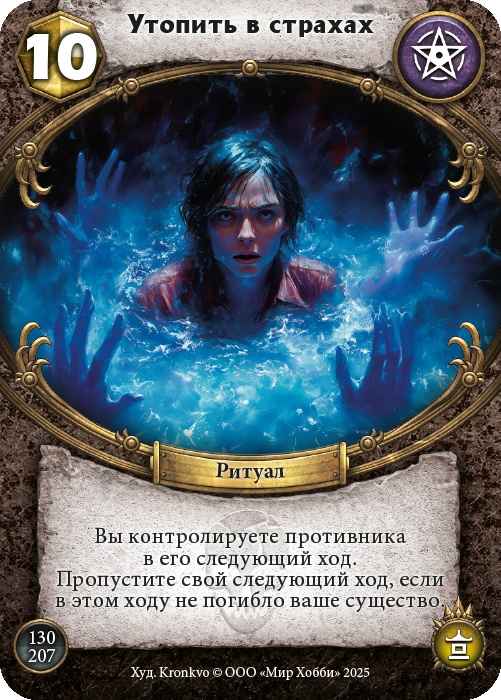 Утопить в страхах
10
Ритуал
Вы контролируете противника
в его следующий ход.
Пропустите свой следующий ход, если
в этом ходу не погибло ваше существо.
130
207
Худ. Kronkvo © ООО «Мир Хобби» 2025